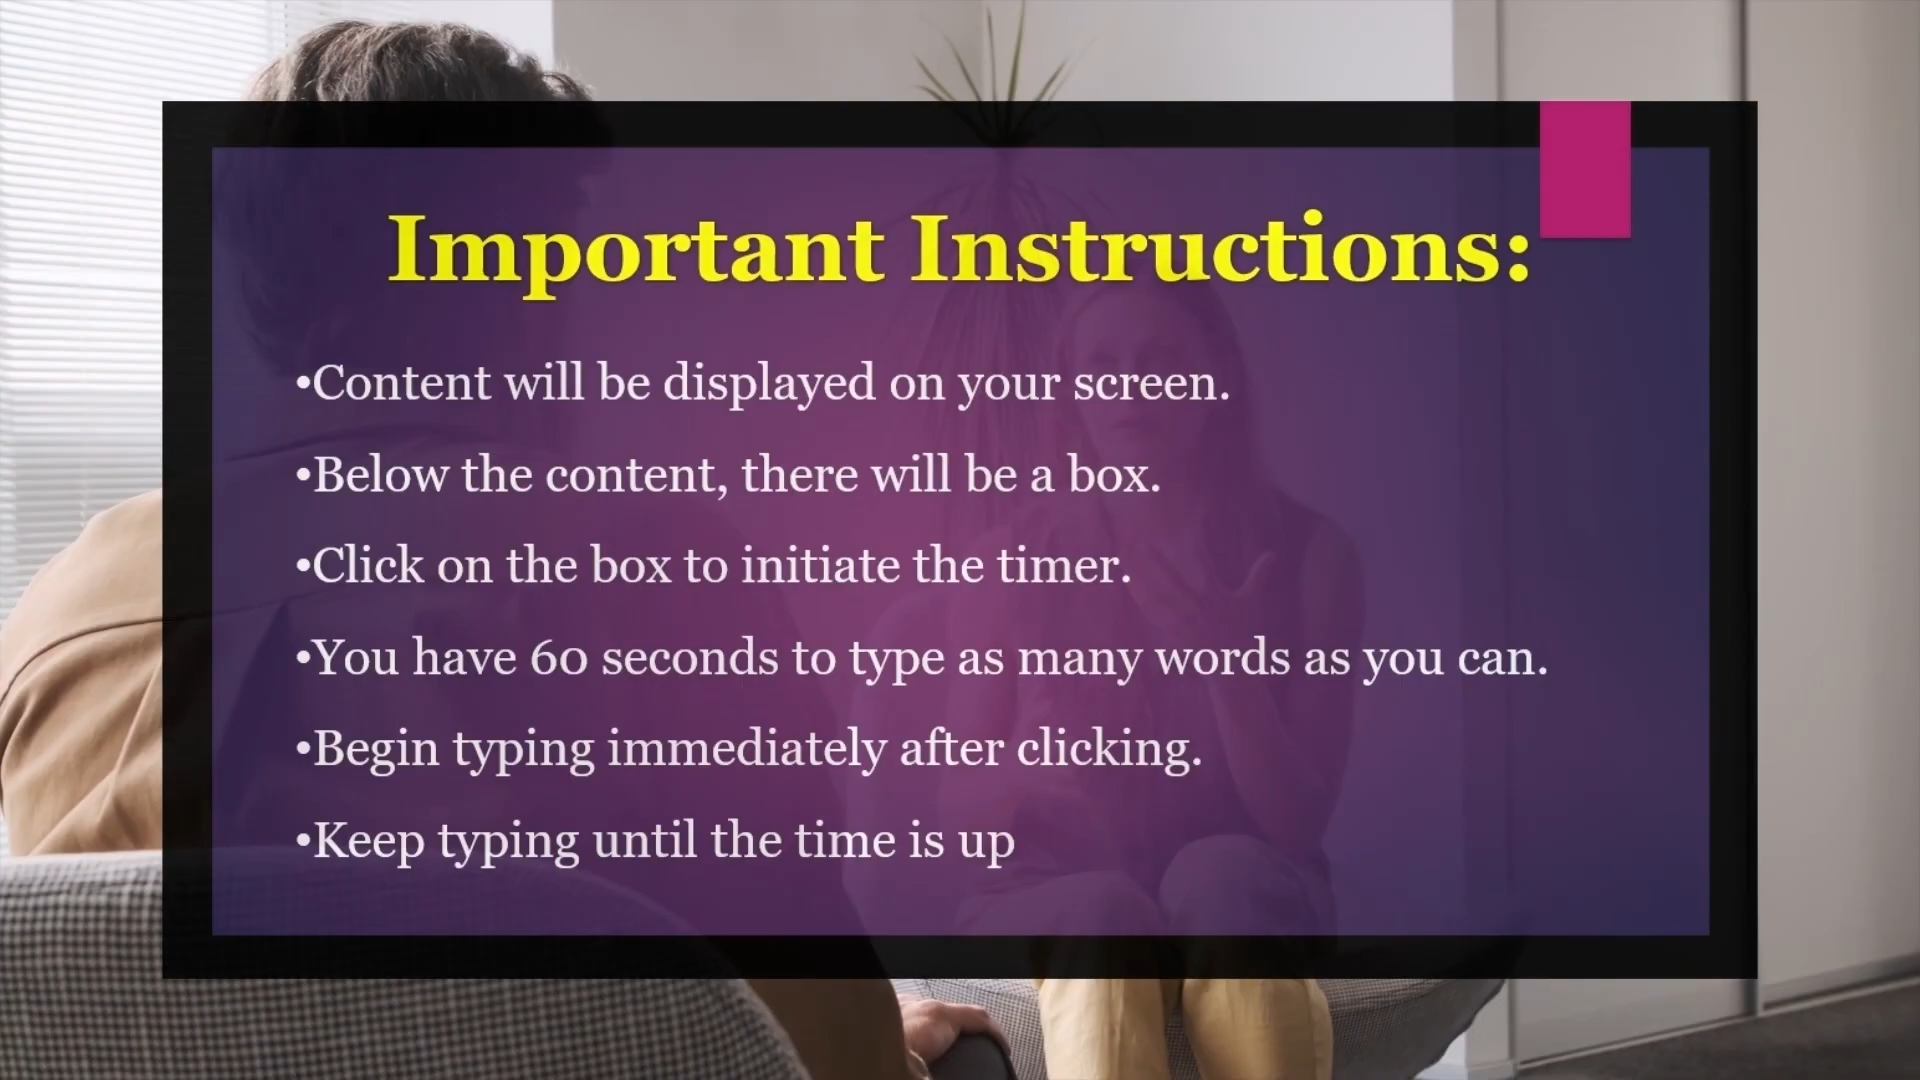 Important Instructions:
•Content will be displayed on your screen.
•Below the content, there will be a box.
•Click on the box to initiate the timer.
•You have 60 seconds to type as many words as you can.
•Begin typing immediately after clicking.
•Keep typing until the time is up